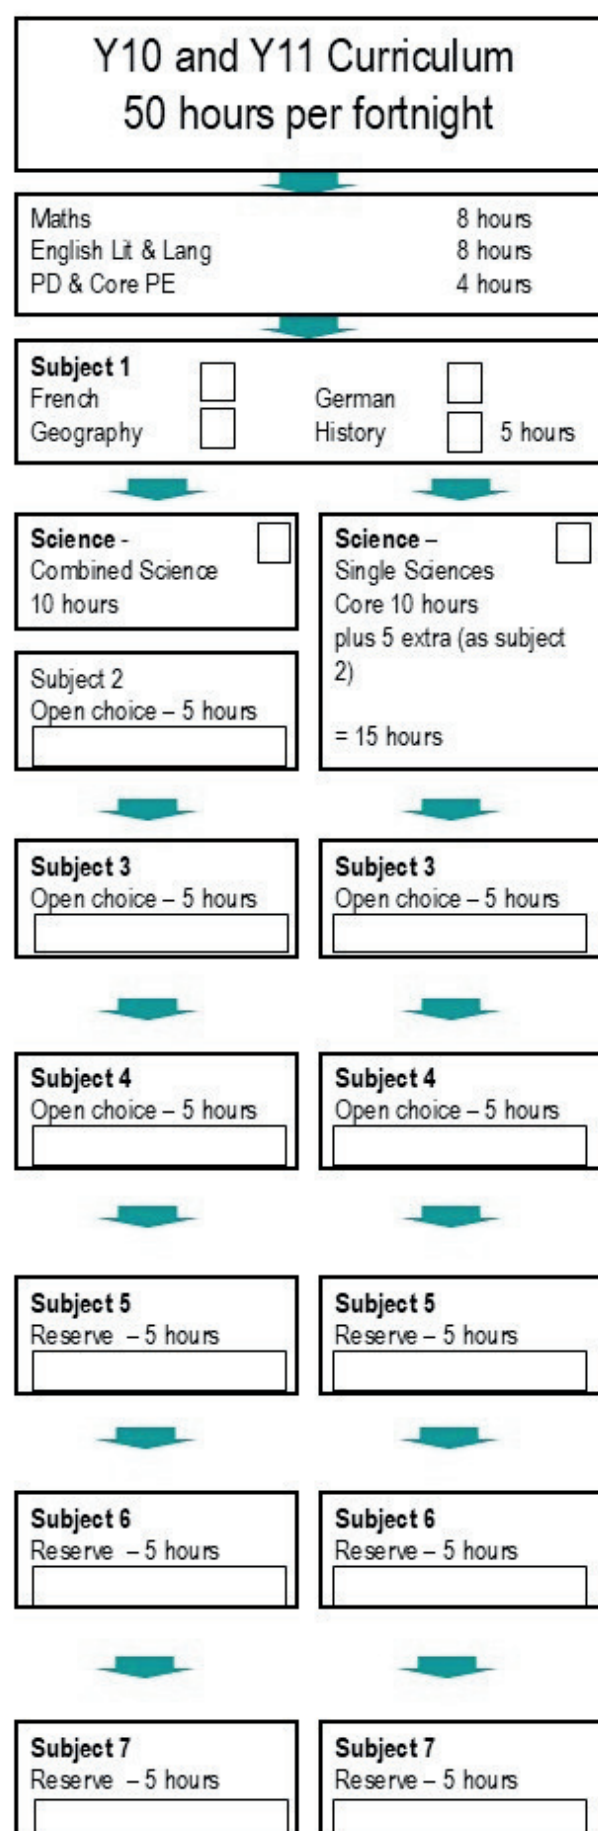 Y10 and Y11 Curriculum
50 hours per fortnight
Maths 8 hours
English Lit & Lang 8 hours
PD & Core PE 4 hours
Subject 1
French German
Geography History 5 hours
Science -
Combined Science
10 hours
Subject 2
Open choice – 5 hours
Science –
Single Sciences
Core 10 hours
plus 5 extra (as subject
2)
= 15 hours
Subject 3
Open choice – 5 hours
Subject 3
Open choice – 5 hours
Subject 4
Open choice – 5 hours
Subject 4
Open choice – 5 hours
Subject 5
Reserve – 5 hours
Subject 5
Reserve – 5 hours
Subject 6
Reserve – 5 hours
Subject 6
Reserve – 5 hours
Subject 7
Reserve – 5 hours
Subject 7
Reserve – 5 hours